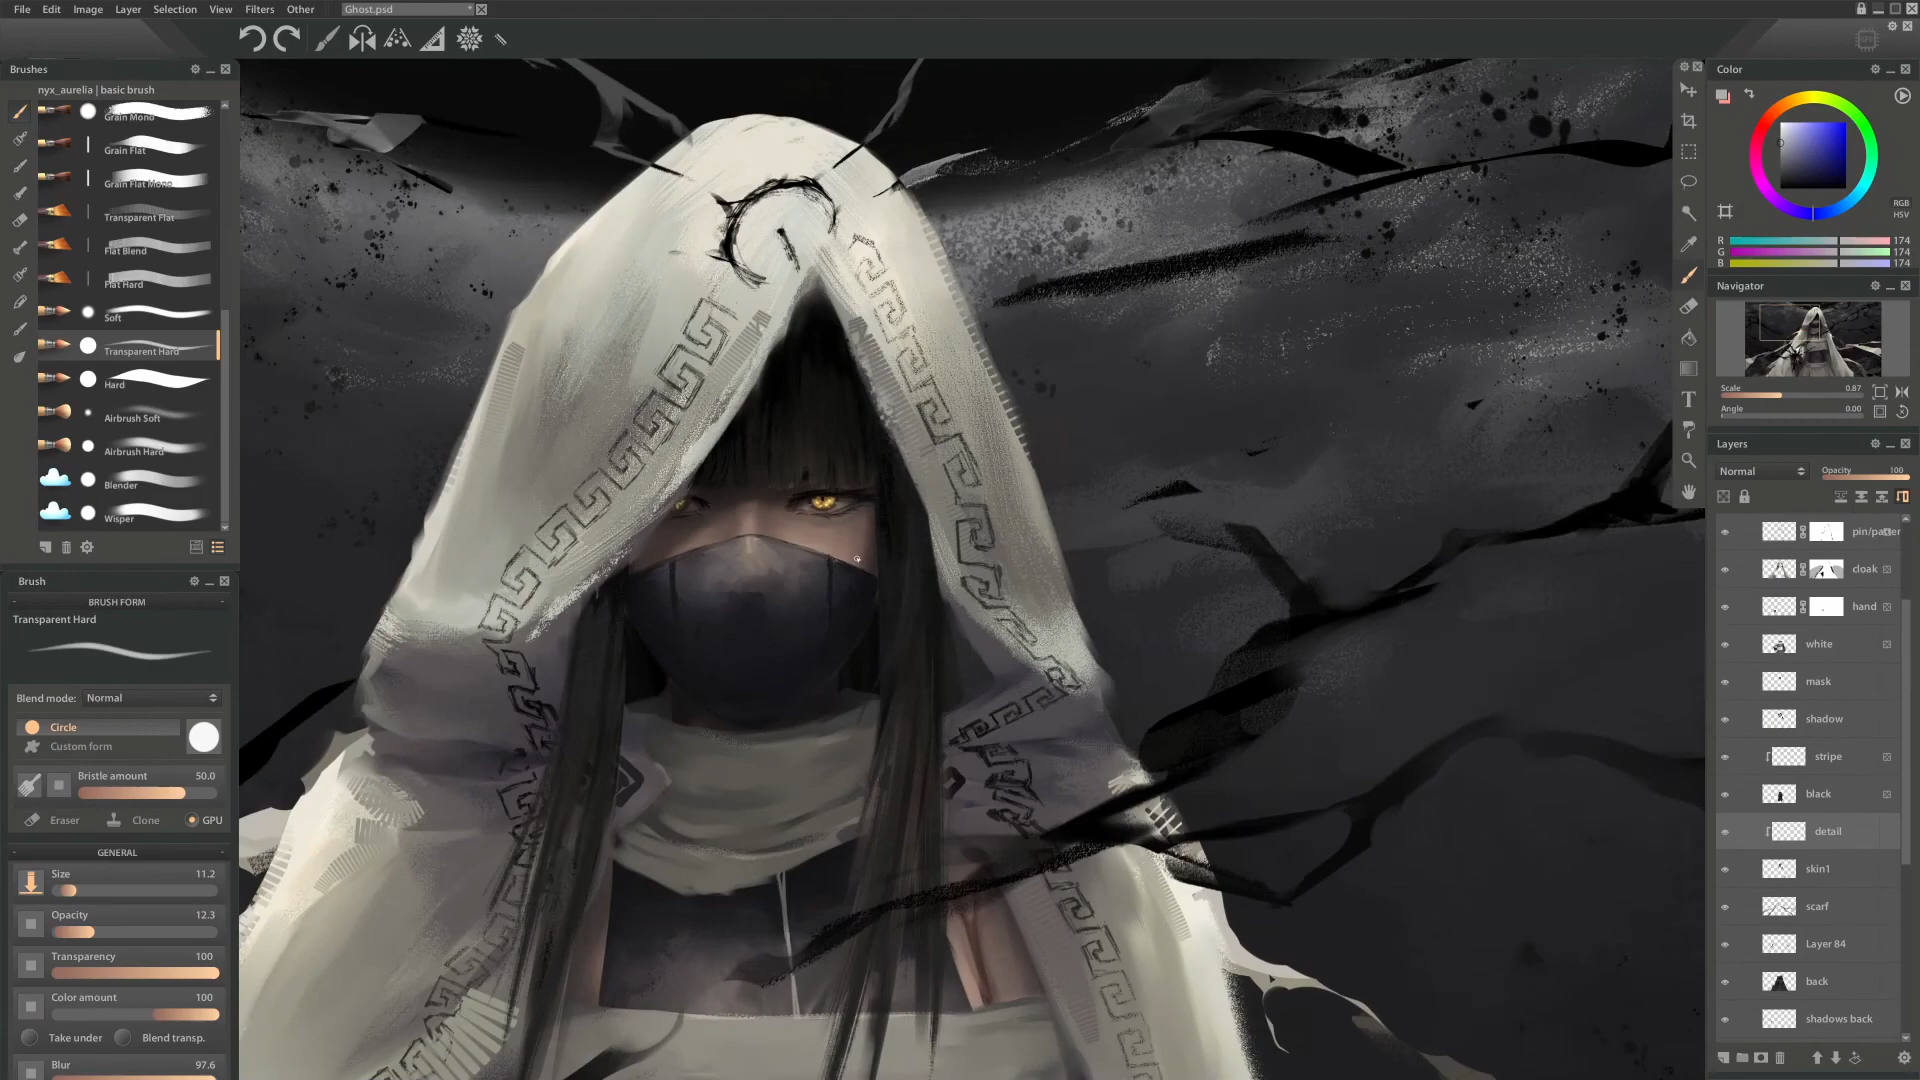 File Edit Image Layer Selection View Filters Other
Ghost.psd *
Brushes
nyx_aurelia | basic brush
Grain Mono
Grain Flat
Grain Flat Mono
Transparent Flat
Flat Blend
Flat Hard
Soft
Transparent Hard
Hard
Airbrush Soft
Airbrush Hard
Blender
Wisper
Brush
BRUSH FORM
Transparent Hard
Blend mode: Normal
Circle
Custom form
Bristle amount 50.0
Eraser Clone GPU
GENERAL
Size 11.2
Opacity 12.3
Transparency 100
Color amount 100
Take under Blend transp.
Blur 97.6
Color
RGB
HSV
R 174
G 174
B 174
Navigator
Scale 0.87
Angle 0.00
Layers
Normal Opacity 100
cloak
hand
white
mask
shadow
stripe
black
detail
skin1
scarf
Layer 84
back
shadows back